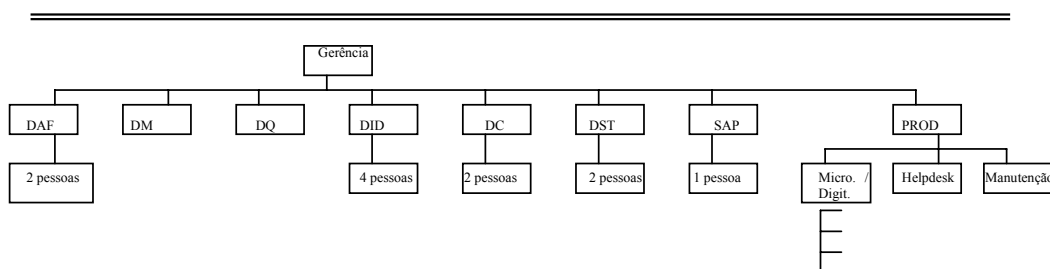 Gerência
DAF
DM
DQ
DID
DC
DST
SAP
PROD
2 pessoas
4 pessoas
2 pessoas
2 pessoas
1 pessoa
Micro. /
Digit.
Helpdesk
Manutenção